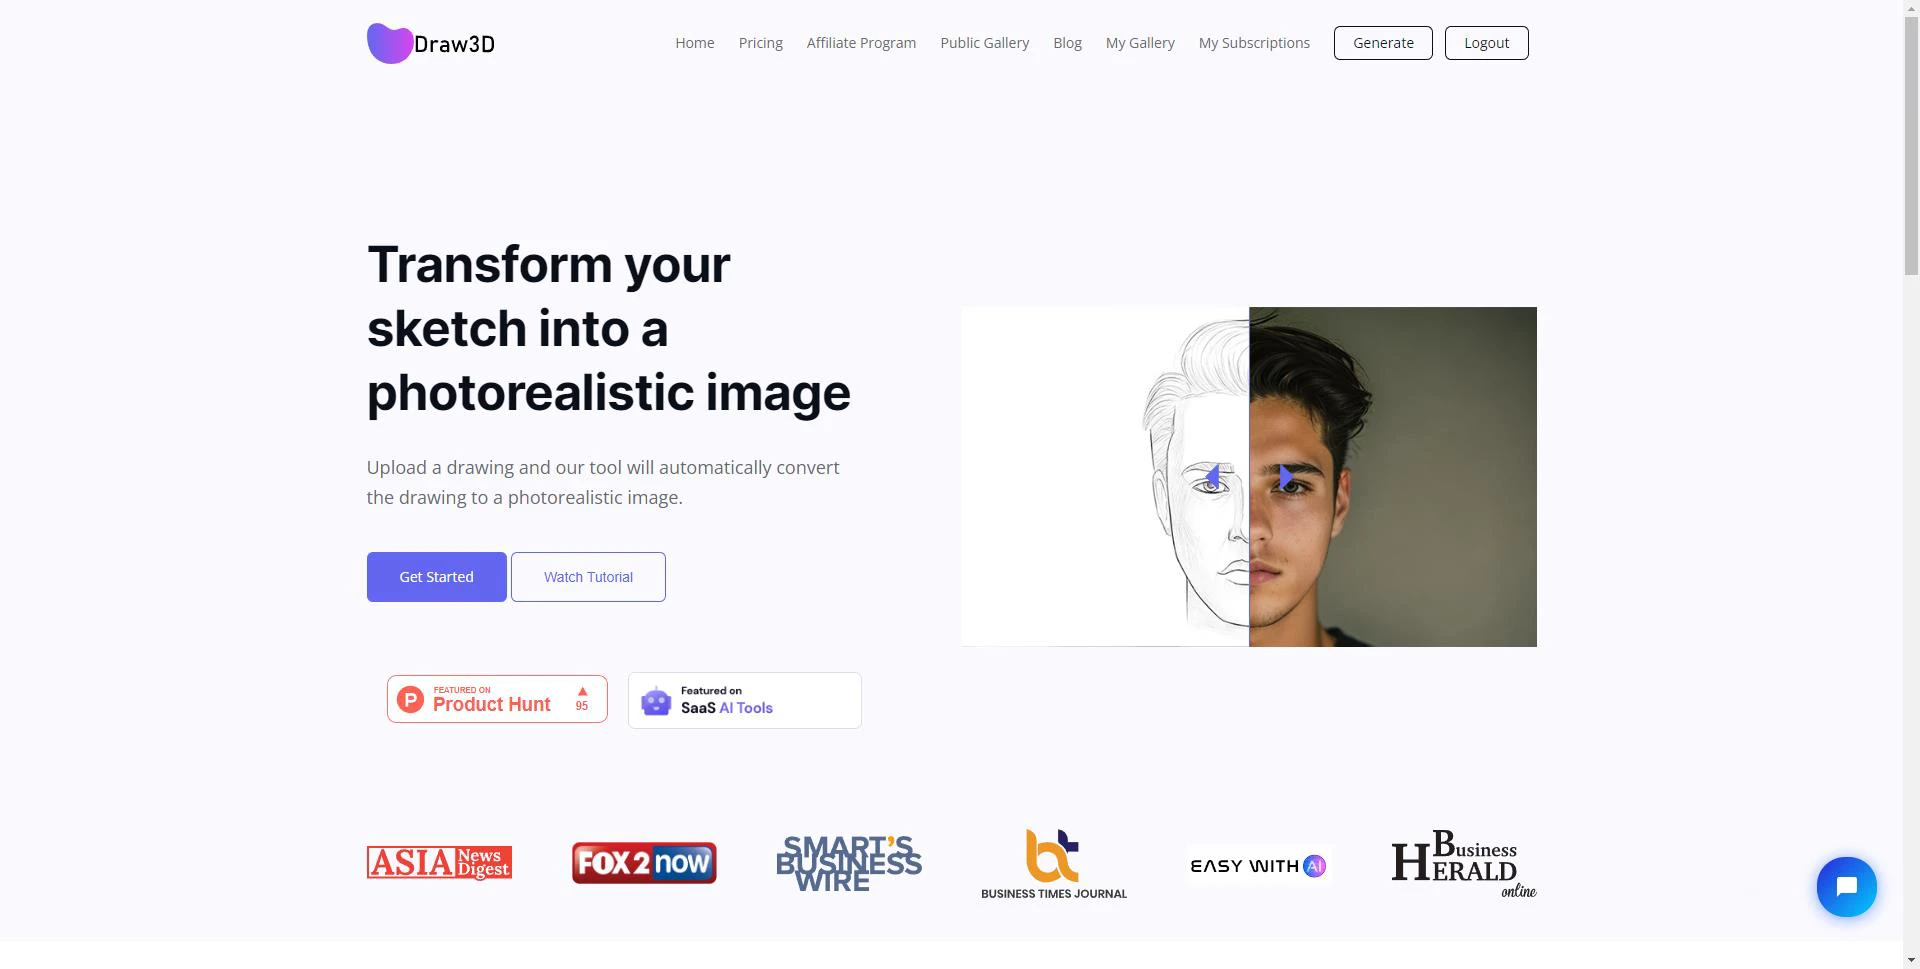 Draw3D
Home
Pricing
Affiliate Program
Public Gallery
Blog
My Gallery
My Subscriptions
Generate
Logout
Transform your
sketch into a
photorealistic image
Upload a drawing and our tool will automatically convert
the drawing to a photorealistic image.
Get Started
Watch Tutorial
P
FEATURED ON
Product Hunt
95
Featured on
SaaS AI Tools
ASIA News
Digest
FOX 2 now
SMART'S
BUSINESS
WIRE
bt
BUSINESS TIMES JOURNAL
EASY WITH AI
Business
HERALD
online